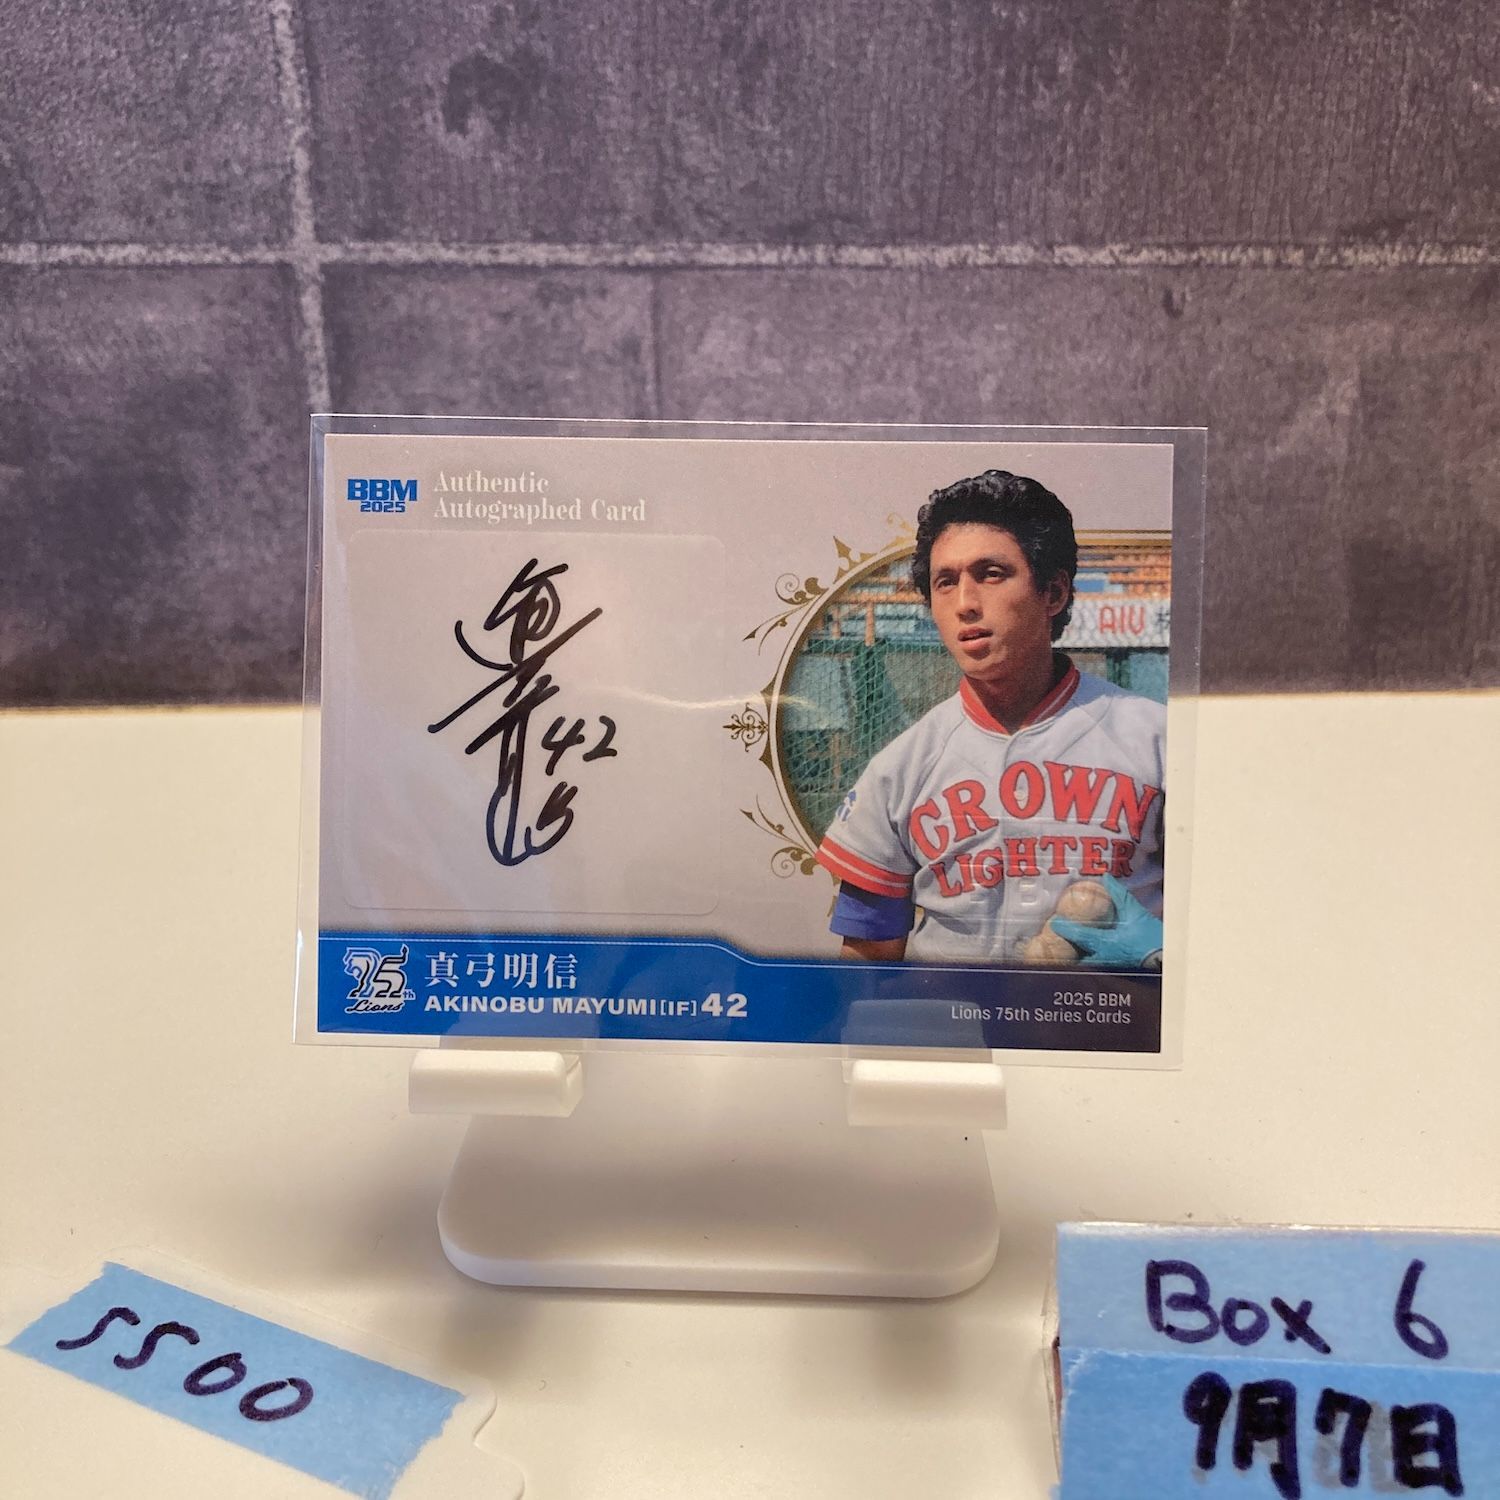 BBM
2025
Authentic
Autographed Card
42
AIU
CROWN
LIGHTER
75th
Lions
真弓明信
AKINOBU MAYUMI[IF]42
2025 BBM
Lions 75th Series Cards
5500
Box 6
9月7日